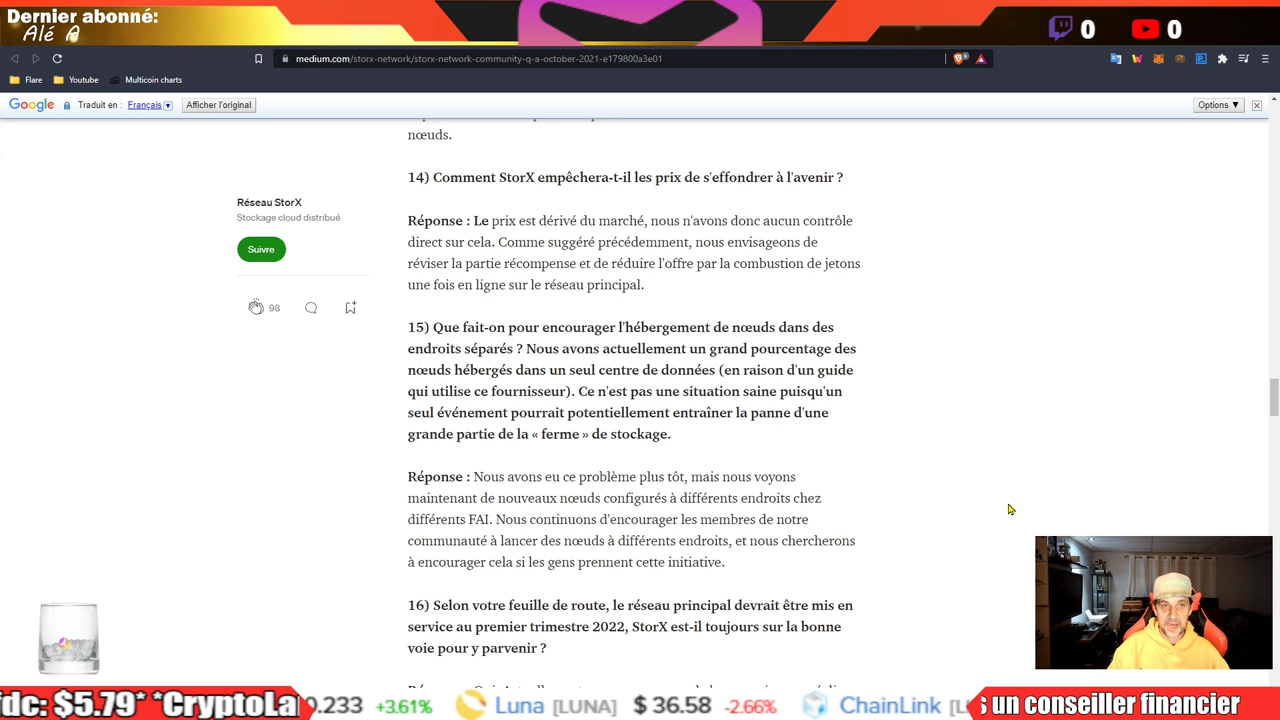 Dernier abonné:
Alé A
0
0
medium.com/storx-network/storx-network-community-q-a-october-2021-e179800a3e01
Flare
Youtube
Multicoin charts
Google
Traduit en :
Français
Afficher l'original
Options ▼
nœuds.
14) Comment StorX empêchera-t-il les prix de s'effondrer à l'avenir ?
Réseau StorX
Stockage cloud distribué
Suivre
98
Réponse : Le prix est dérivé du marché, nous n'avons donc aucun contrôle
direct sur cela. Comme suggéré précédemment, nous envisageons de
réviser la partie récompense et de réduire l'offre par la combustion de jetons
une fois en ligne sur le réseau principal.
15) Que fait-on pour encourager l'hébergement de nœuds dans des
endroits séparés ? Nous avons actuellement un grand pourcentage des
nœuds hébergés dans un seul centre de données (en raison d'un guide
qui utilise ce fournisseur). Ce n'est pas une situation saine puisqu'un
seul événement pourrait potentiellement entraîner la panne d'une
grande partie de la « ferme » de stockage.
Réponse : Nous avons eu ce problème plus tôt, mais nous voyons
maintenant de nouveaux nœuds configurés à différents endroits chez
différents FAI. Nous continuons d'encourager les membres de notre
communauté à lancer des nœuds à différents endroits, et nous chercherons
à encourager cela si les gens prennent cette initiative.
16) Selon votre feuille de route, le réseau principal devrait être mis en
service au premier trimestre 2022, StorX est-il toujours sur la bonne
voie pour y parvenir ?
fdc: $5.79* *CryptoLa
0.233 +3.61% Luna [LUNA] $ 36.58 -2.66% ChainLink
un conseiller financier